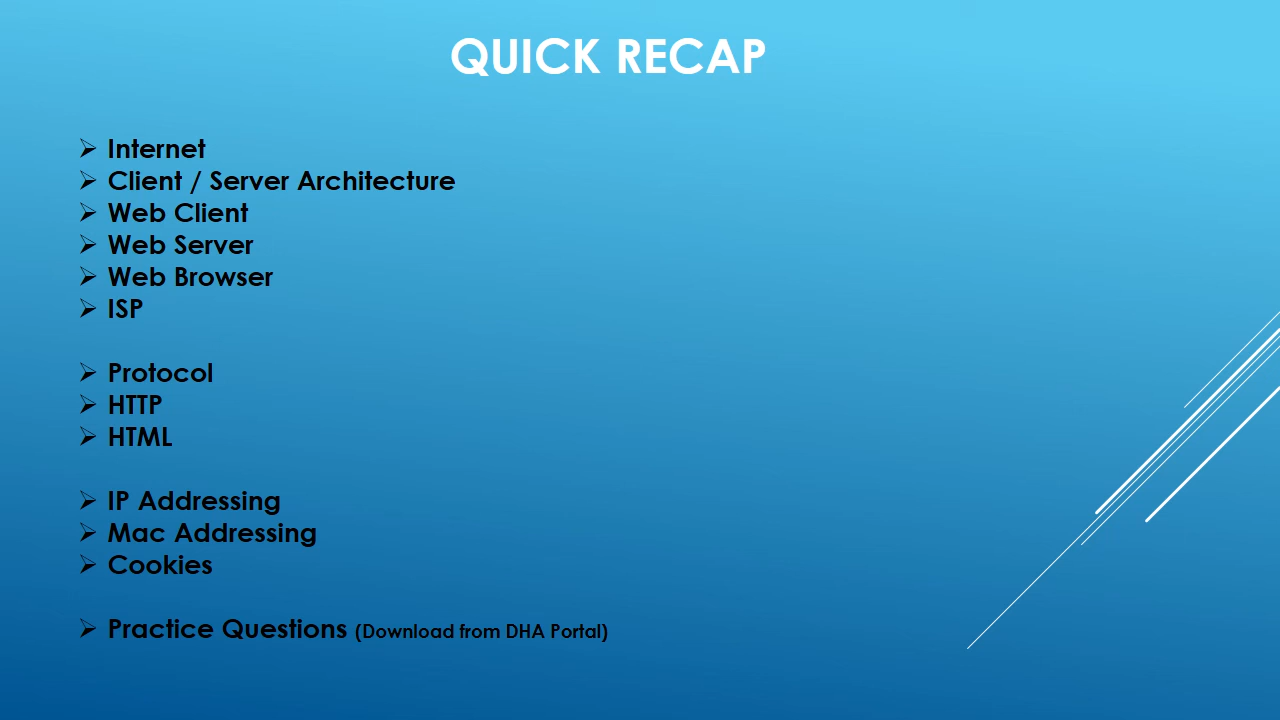 QUICK RECAP
➢ Internet
➢ Client / Server Architecture
➢ Web Client
➢ Web Server
➢ Web Browser
➢ ISP
➢ Protocol
➢ HTTP
➢ HTML
➢ IP Addressing
➢ Mac Addressing
➢ Cookies
➢ Practice Questions (Download from DHA Portal)